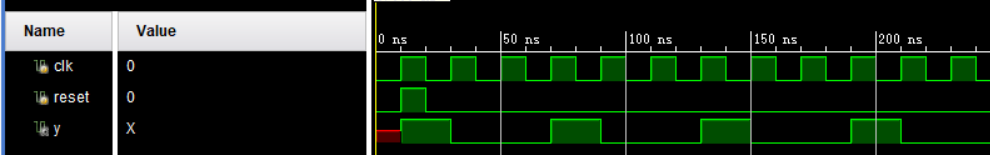 Name Value
0 ns 50 ns 100 ns 150 ns 200 ns
clk 0
reset 0
y X